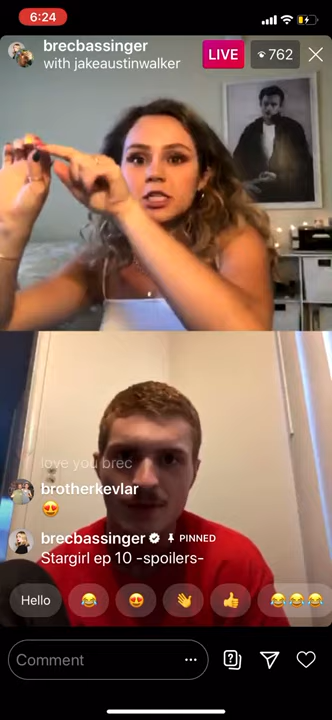 6:24
brecbassinger
with jakeaustinwalker
LIVE
762
love you brec
brotherkevlar
😍
brecbassinger PINNED
Stargirl ep 10 -spoilers-
Hello
Comment